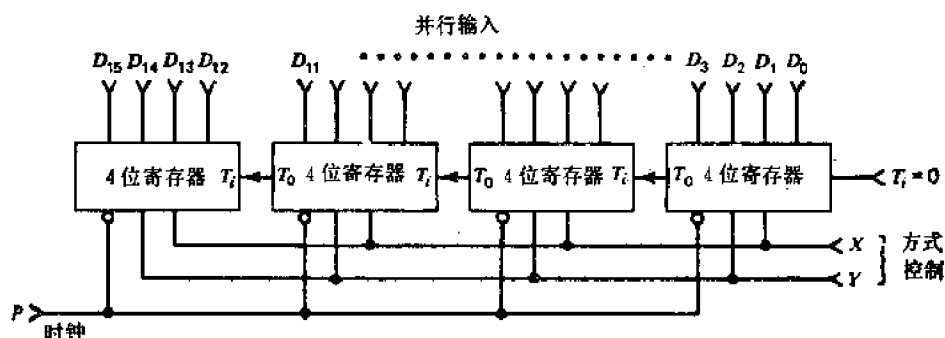 并行输入
D15 D14 D13 D12 D11 D3 D2 D1 D0
4位寄存器 Ti T0 4位寄存器 Ti T0 4位寄存器 Ti T0 4位寄存器 Ti=0
X 方式
Y 控制
P 时钟